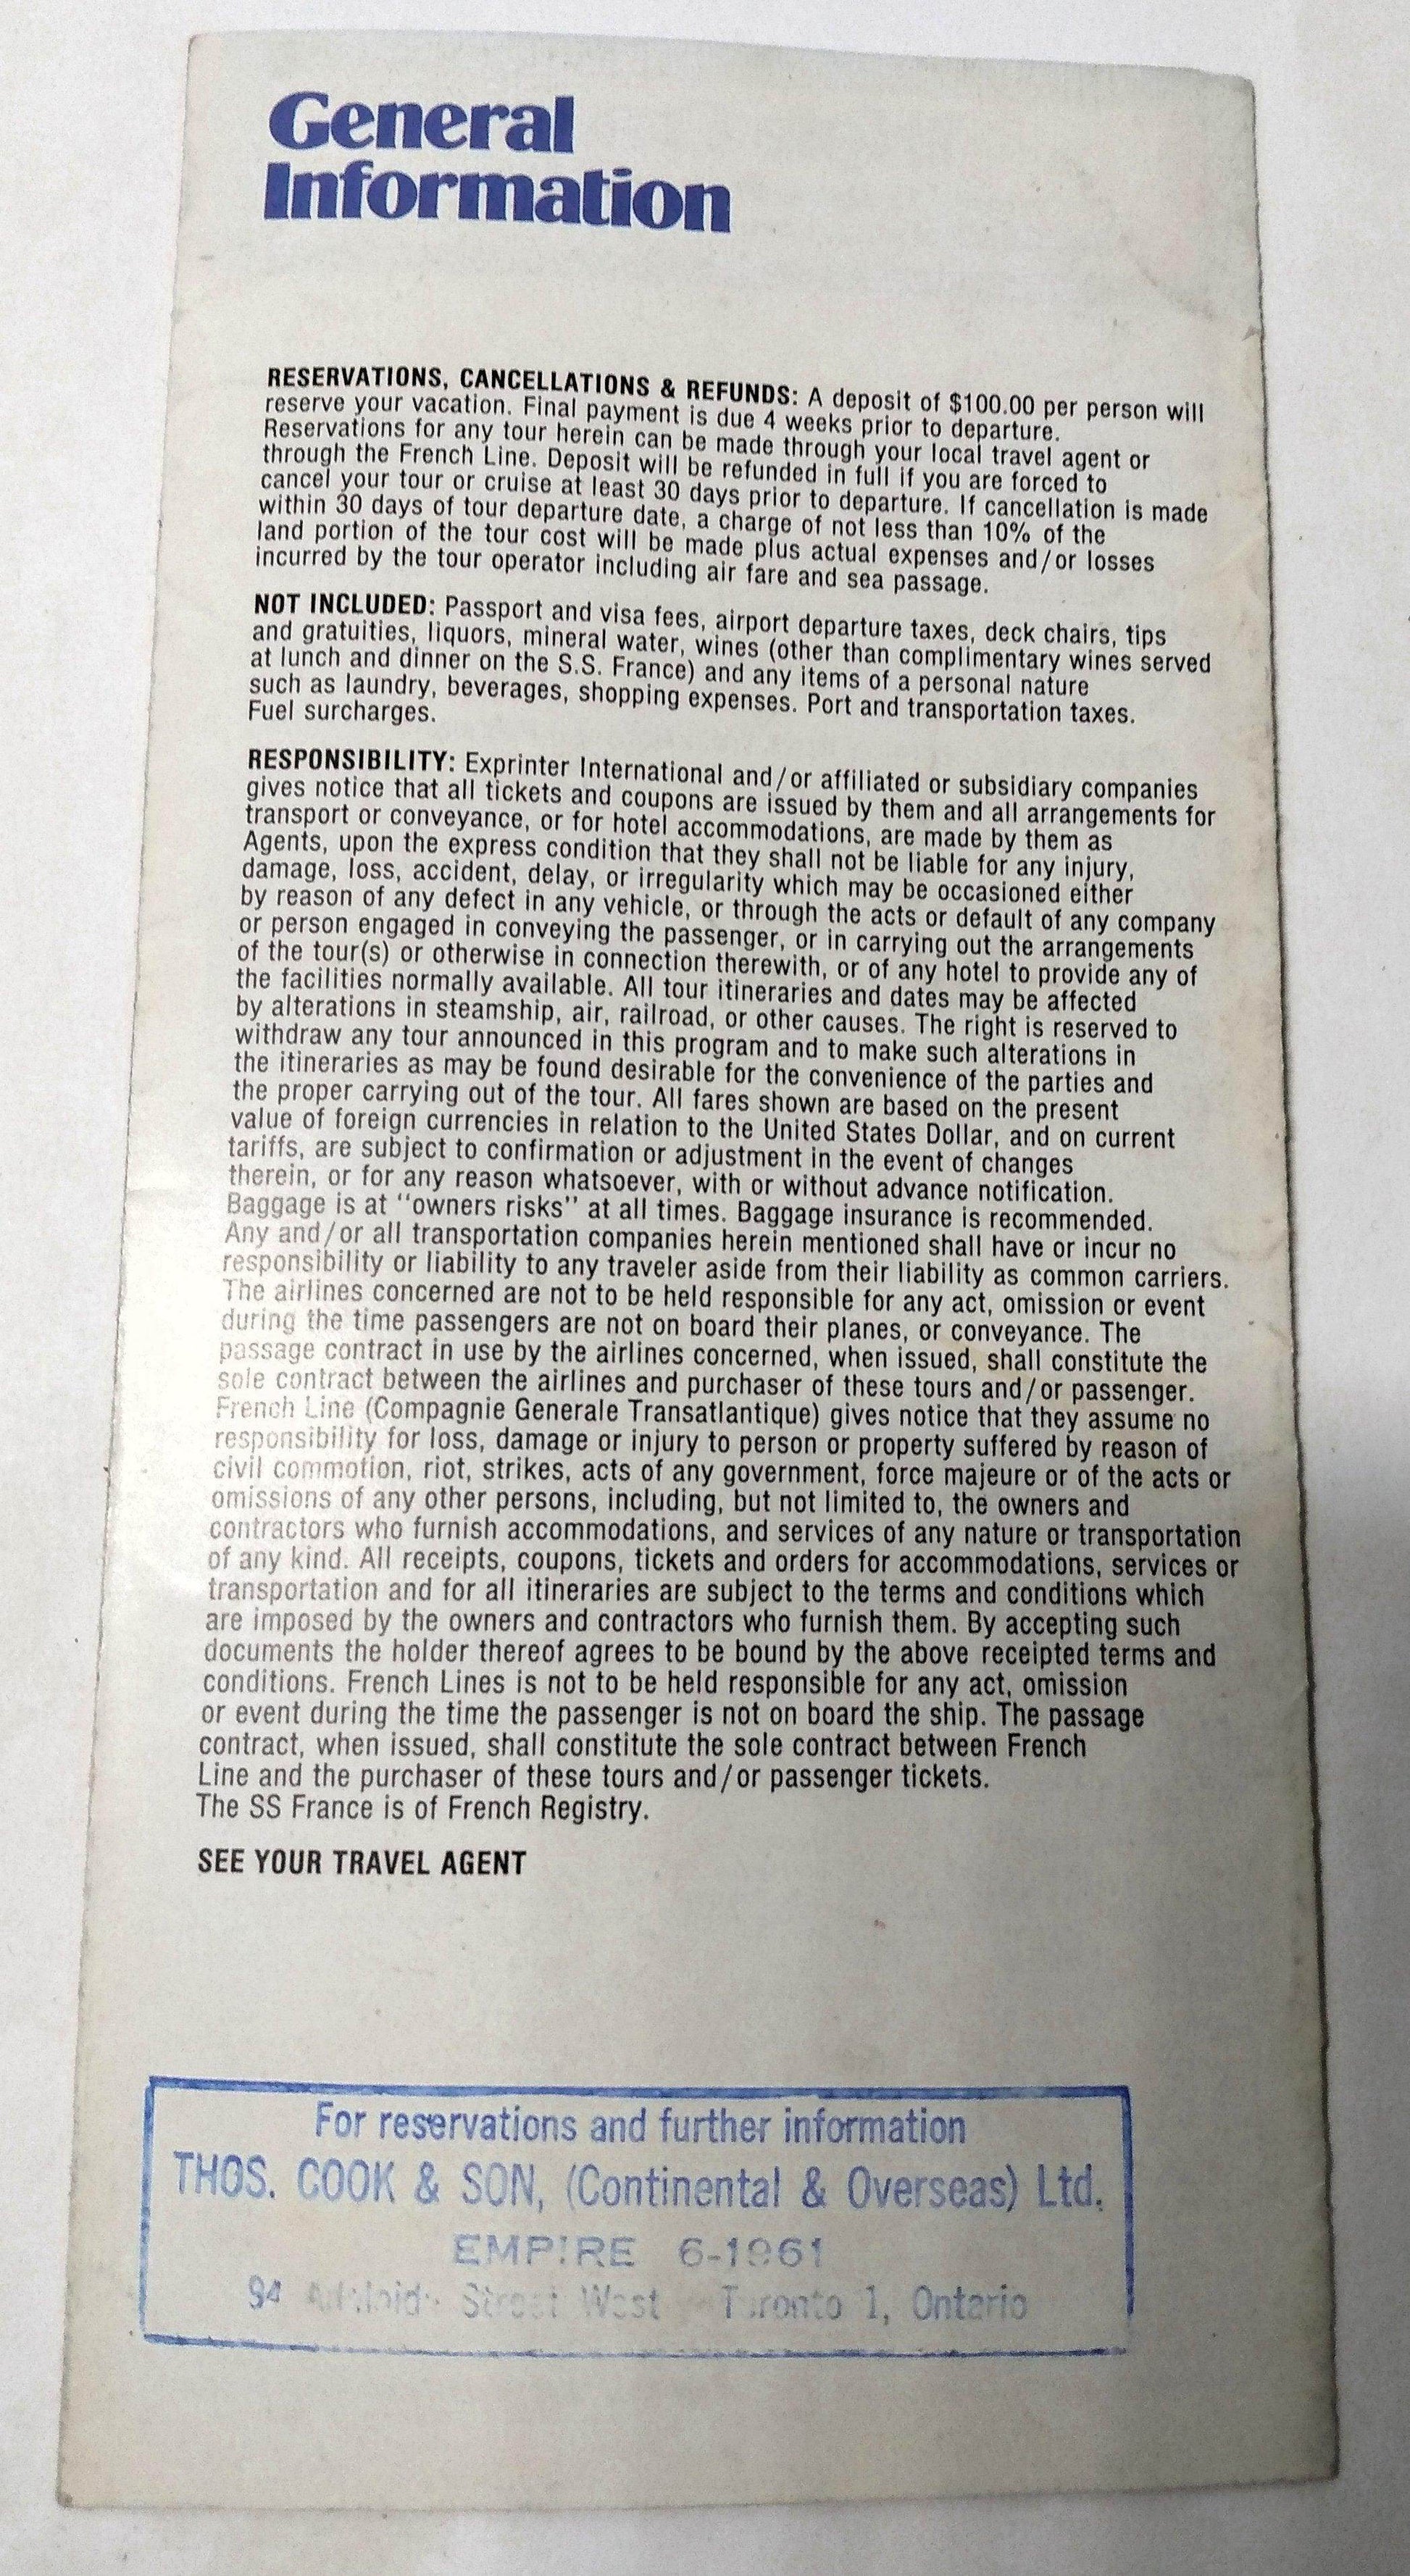 General
Information
RESERVATIONS, CANCELLATIONS & REFUNDS: A deposit of $100.00 per person will
reserve your vacation. Final payment is due 4 weeks prior to departure.
Reservations for any tour herein can be made through your local travel agent or
through the French Line. Deposit will be refunded in full if you are forced to
cancel your tour or cruise at least 30 days prior to departure. If cancellation is made
within 30 days of tour departure date, a charge of not less than 10% of the
land portion of the tour cost will be made plus actual expenses and/or losses
incurred by the tour operator including air fare and sea passage.
NOT INCLUDED: Passport and visa fees, airport departure taxes, deck chairs, tips
and gratuities, liquors, mineral water, wines (other than complimentary wines served
at lunch and dinner on the S.S. France) and any items of a personal nature
such as laundry, beverages, shopping expenses. Port and transportation taxes.
Fuel surcharges.
RESPONSIBILITY: Exprinter International and/or affiliated or subsidiary companies
gives notice that all tickets and coupons are issued by them and all arrangements for
transport or conveyance, or for hotel accommodations, are made by them as
Agents, upon the express condition that they shall not be liable for any injury,
damage, loss, accident, delay, or irregularity which may be occasioned either
by reason of any defect in any vehicle, or through the acts or default of any company
or person engaged in conveying the passenger, or in carrying out the arrangements
of the tour(s) or otherwise in connection therewith, or of any hotel to provide any of
the facilities normally available. All tour itineraries and dates may be affected
by alterations in steamship, air, railroad, or other causes. The right is reserved to
withdraw any tour announced in this program and to make such alterations in
the itineraries as may be found desirable for the convenience of the parties and
the proper carrying out of the tour. All fares shown are based on the present
value of foreign currencies in relation to the United States Dollar, and on current
tariffs, are subject to confirmation or adjustment in the event of changes
therein, or for any reason whatsoever, with or without advance notification.
Baggage is at "owners risks" at all times. Baggage insurance is recommended.
Any and/or all transportation companies herein mentioned shall have or incur no
responsibility or liability to any traveler aside from their liability as common carriers.
The airlines concerned are not to be held responsible for any act, omission or event
during the time passengers are not on board their planes, or conveyance. The
passage contract in use by the airlines concerned, when issued, shall constitute the
sole contract between the airlines and purchaser of these tours and/or passenger.
French Line (Compagnie Generale Transatlantique) gives notice that they assume no
responsibility for loss, damage or injury to person or property suffered by reason of
civil commotion, riot, strikes, acts of any government, force majeure or of the acts or
omissions of any other persons, including, but not limited to, the owners and
contractors who furnish accommodations, and services of any nature or transportation
of any kind. All receipts, coupons, tickets and orders for accommodations, services or
transportation and for all itineraries are subject to the terms and conditions which
are imposed by the owners and contractors who furnish them. By accepting such
documents the holder thereof agrees to be bound by the above receipted terms and
conditions. French Lines is not to be held responsible for any act, omission
or event during the time the passenger is not on board the ship. The passage
contract, when issued, shall constitute the sole contract between French
Line and the purchaser of these tours and/or passenger tickets.
The SS France is of French Registry.
SEE YOUR TRAVEL AGENT
For reservations and further information
THOS. COOK & SON, (Continental & Overseas) Ltd.
EMPIRE 6-1961
94 Street West Toronto 1, Ontario